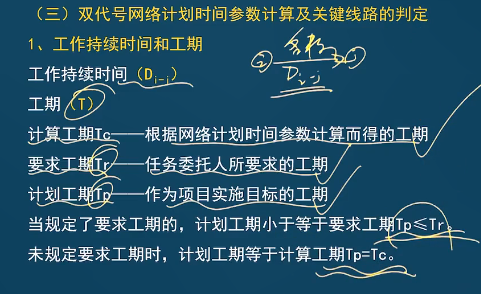 （三）双代号网络计划时间参数计算及关键线路的判定
1、工作持续时间和工期
名称
工作持续时间（Di-j）
② ③
Di-j
工期（T）
计算工期Tc——根据网络计划时间参数计算而得的工期
要求工期Tr——任务委托人所要求的工期
计划工期Tp——作为项目实施目标的工期
当规定了要求工期的，计划工期小于等于要求工期Tp≤Tr。
未规定要求工期时，计划工期等于计算工期Tp=Tc。